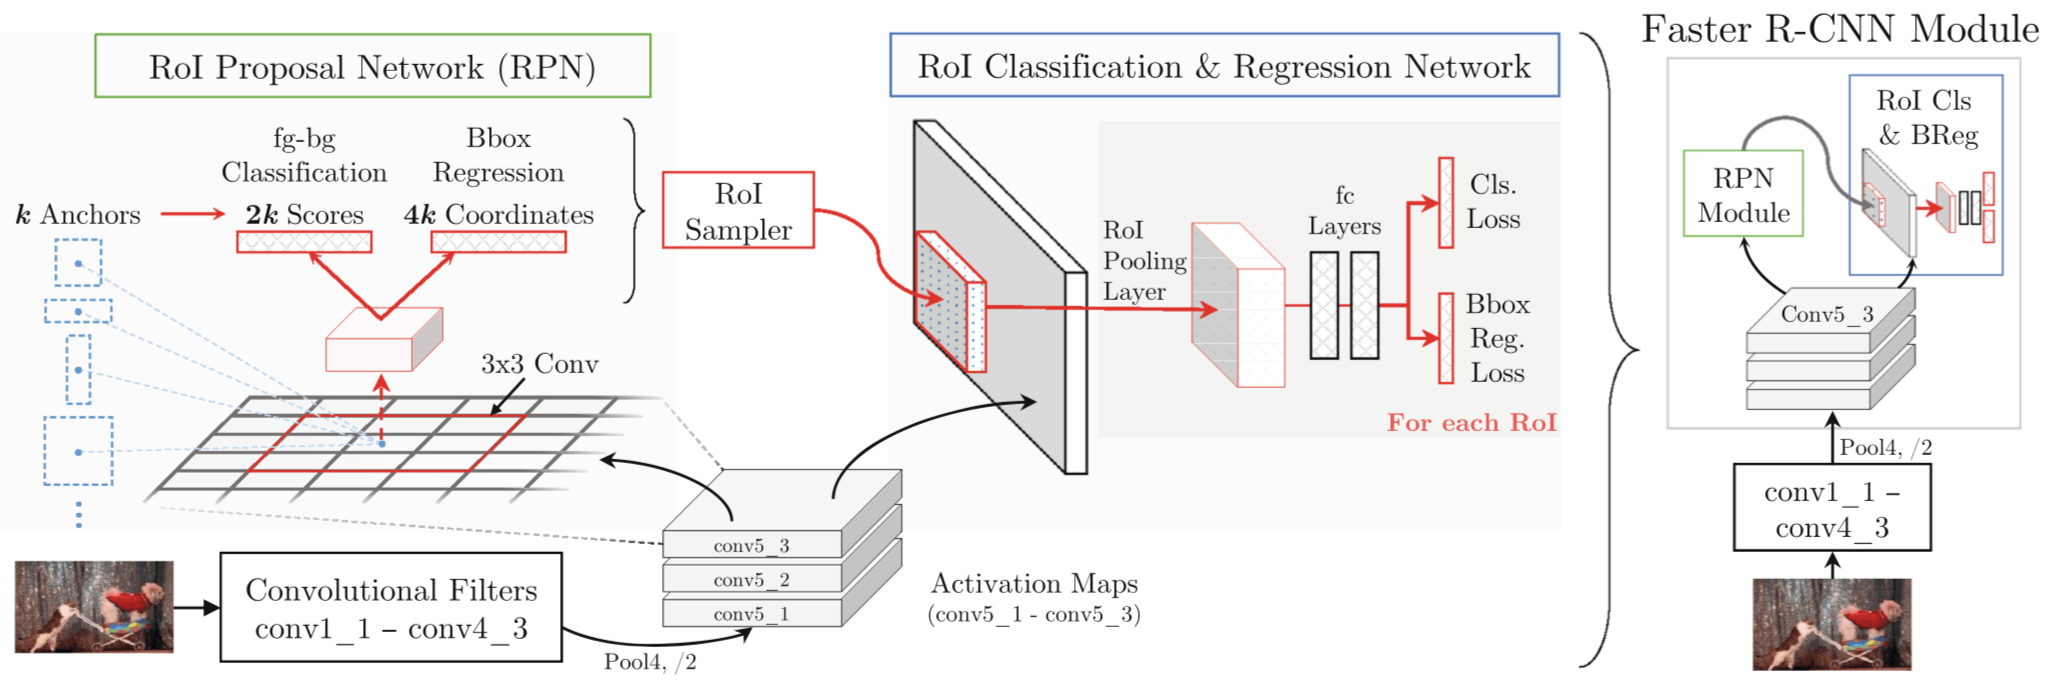 Faster R-CNN Module
RoI Proposal Network (RPN)
RoI Classification & Regression Network
fg-bg
Classification
2k Scores
Bbox
Regression
4k Coordinates
k Anchors
3x3 Conv
RoI
Sampler
RoI
Pooling
Layer
fc
Layers
Cls.
Loss
Bbox
Reg.
Loss
For each RoI
conv5_3
conv5_2
conv5_1
Activation Maps
(conv5_1 - conv5_3)
Convolutional Filters
conv1_1 – conv4_3
Pool4, /2
RoI Cls
& BReg
RPN
Module
Conv5_3
Pool4, /2
conv1_1 –
conv4_3